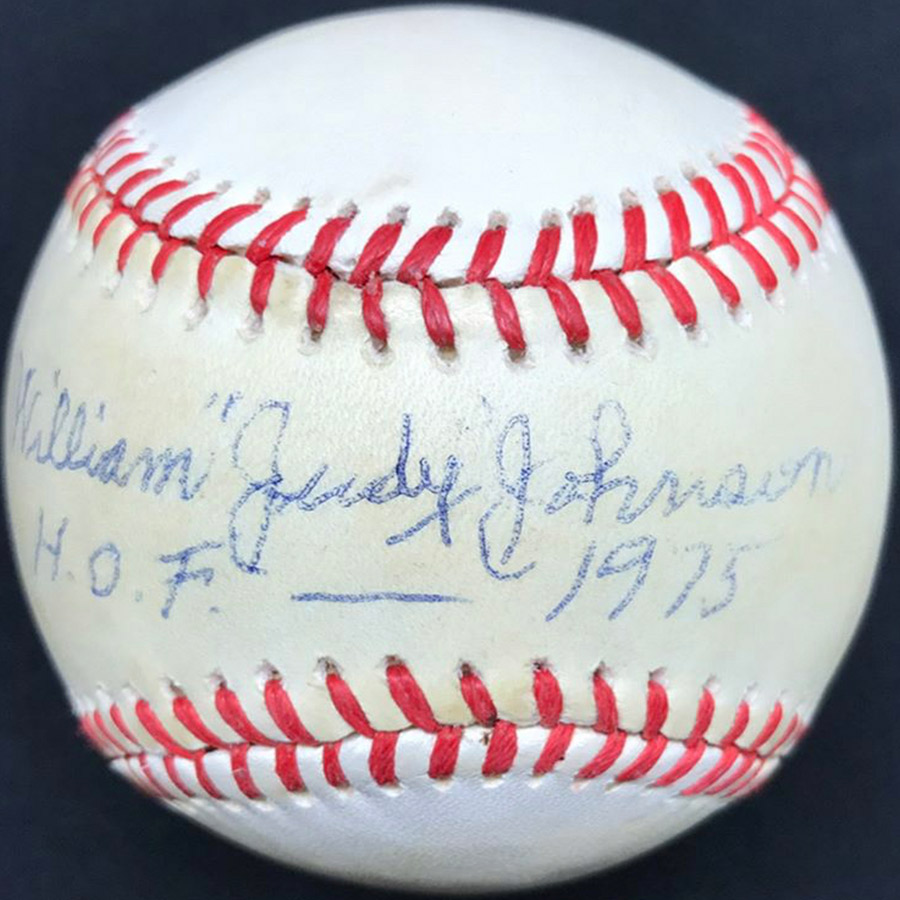 William "Judy" Johnson
H.O.F. — 1975